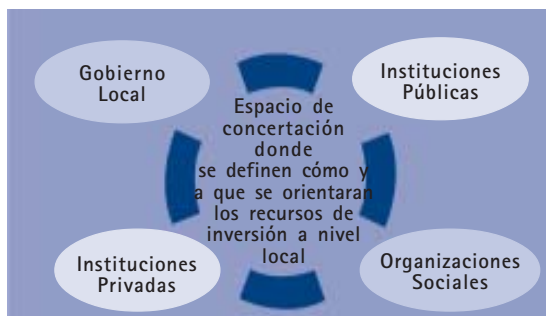 Gobierno
Local
Instituciones
Públicas
Espacio de
concertación
donde
se definen cómo y
a que se orientaran
los recursos de
inversión a nivel
local
Instituciones
Privadas
Organizaciones
Sociales